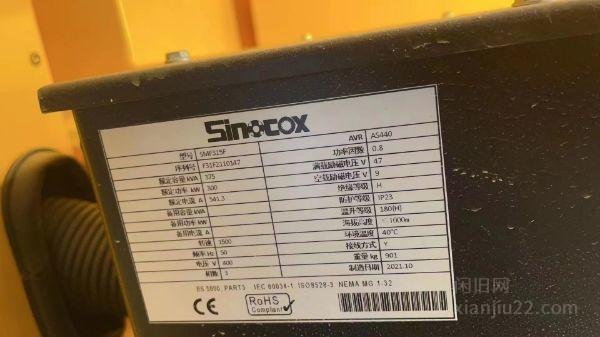 Sinocox
型号 SMF315F
序列号 F31F2110347
额定容量 kVA 375
额定功率 kW 300
额定电流 A 541.3
备用容量 kVA
备用功率 kW
备用电流 A
转速 1500
频率 Hz 50
电压 V 400
相数 3
AVR AS440
功率因数 0.8
满载励磁电压 V 47
空载励磁电压 V 9
绝缘等级 H
防护等级 IP23
温升等级 180(H)
海拔高度 ≤1000m
环境温度 40℃
接线方式 Y
重量 kg 901
制造日期 2021.10
BS 5000, PART3 IEC 60034-1 ISO8528-3 NEMA MG 1-32
CE
RoHS
Compliant
闲旧网
xianjiu22.com